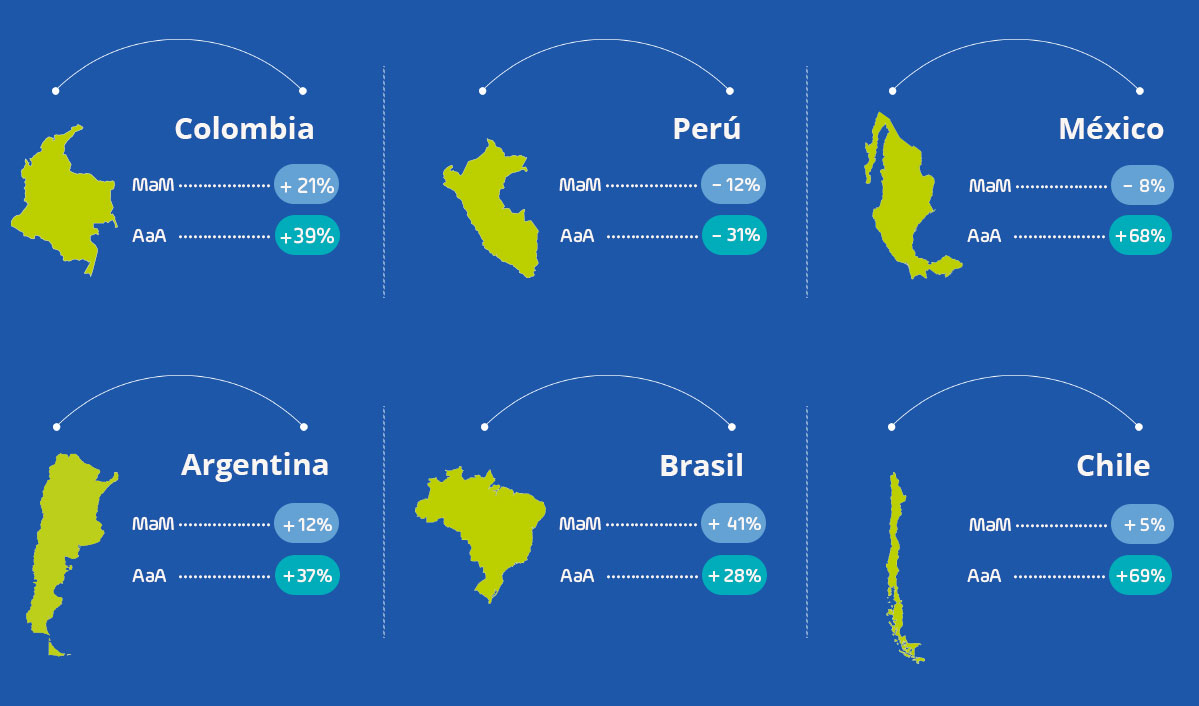 Colombia
MaM + 21%
AaA +39%
Perú
MaM - 12%
AaA - 31%
México
MaM - 8%
AaA +68%
Argentina
MaM +12%
AaA +37%
Brasil
MaM + 41%
AaA +28%
Chile
MaM +5%
AaA +69%